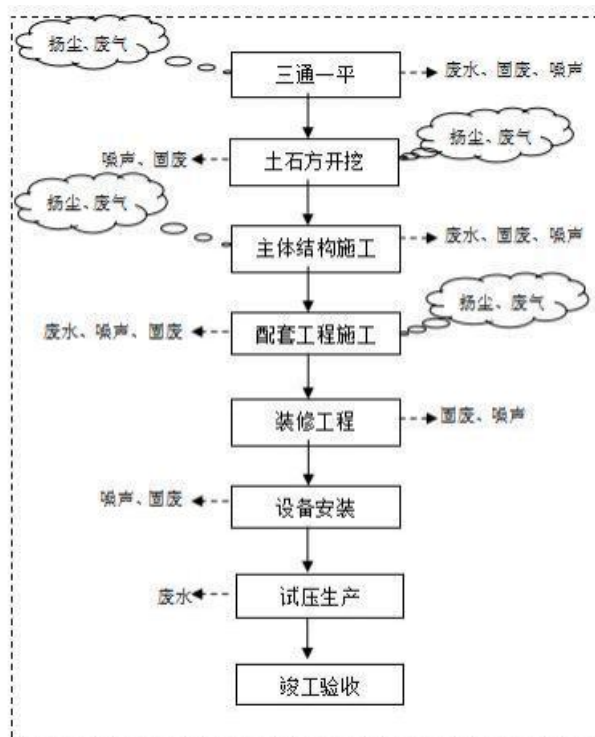 扬尘、废气
三通一平
废水、固废、噪声
扬尘、废气
噪声、固废
土石方开挖
扬尘、废气
主体结构施工
废水、固废、噪声
扬尘、废气
废水、噪声、固废
配套工程施工
装修工程
固废、噪声
噪声、固废
设备安装
废水
试压生产
竣工验收